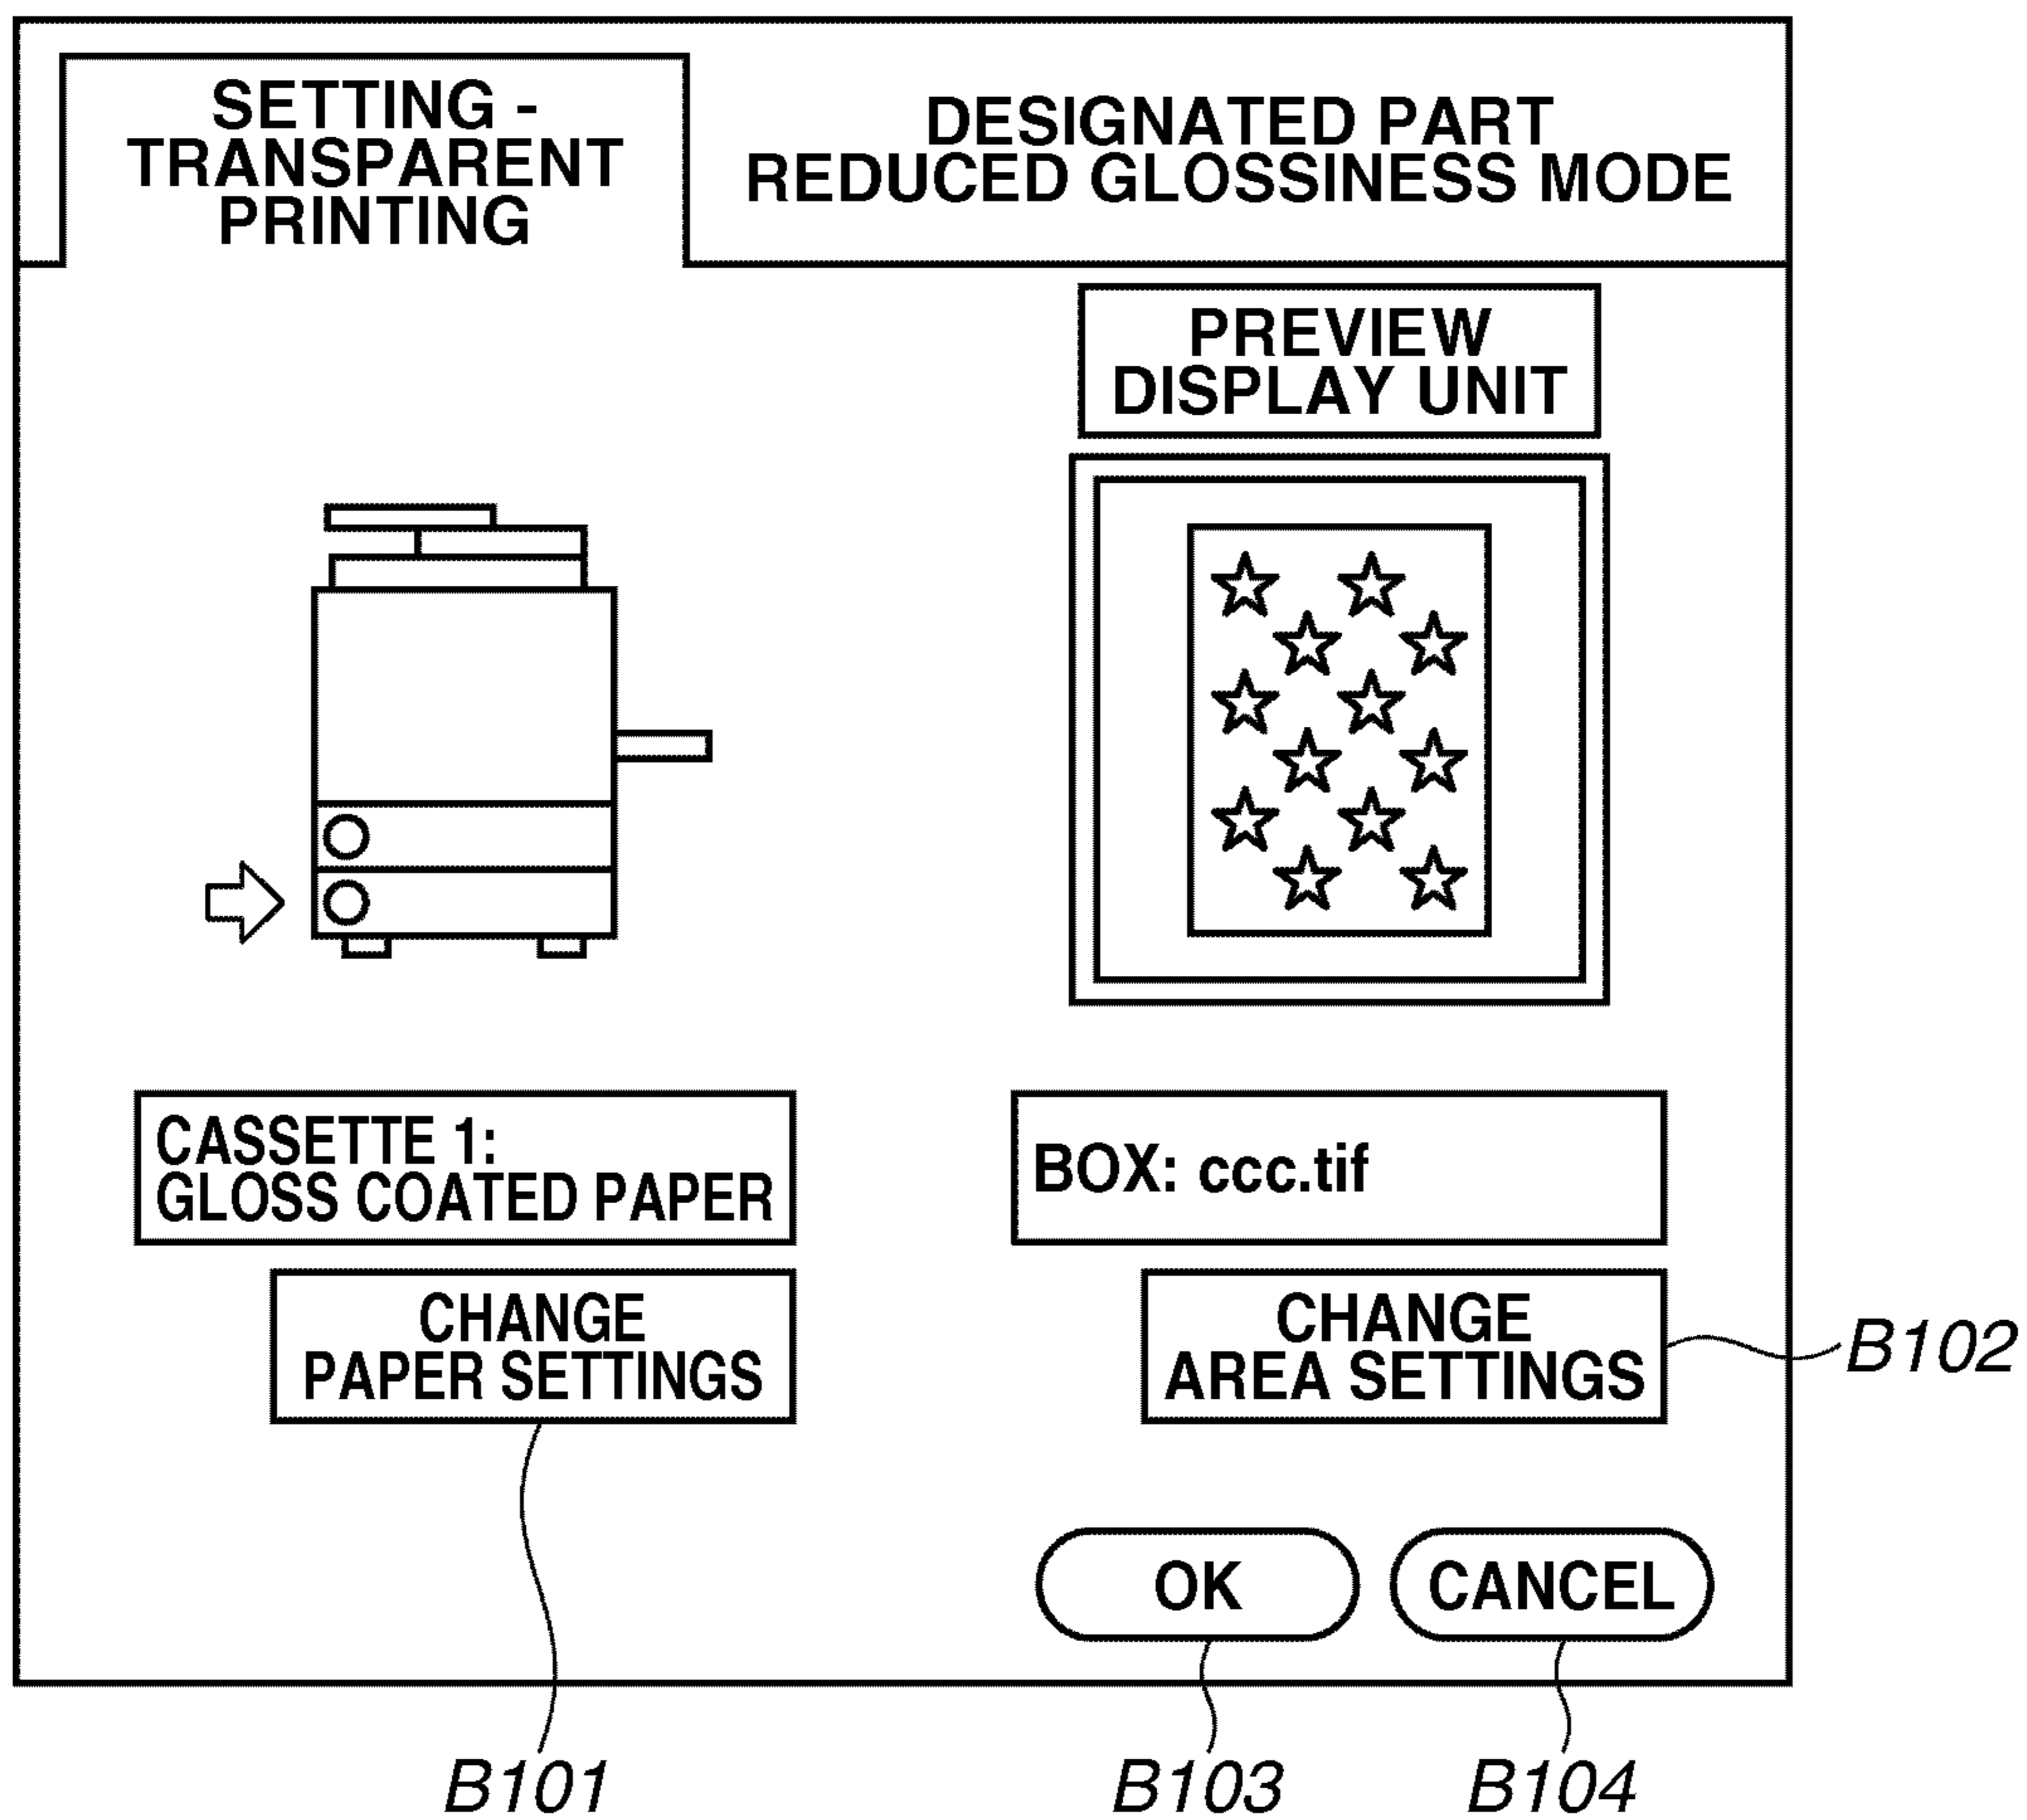 SETTING -
TRANSPARENT
PRINTING
DESIGNATED PART
REDUCED GLOSSINESS MODE
PREVIEW
DISPLAY UNIT
CASSETTE 1:
GLOSS COATED PAPER
BOX: ccc.tif
CHANGE
PAPER SETTINGS
CHANGE
AREA SETTINGS
B102
OK
CANCEL
B101
B103
B104